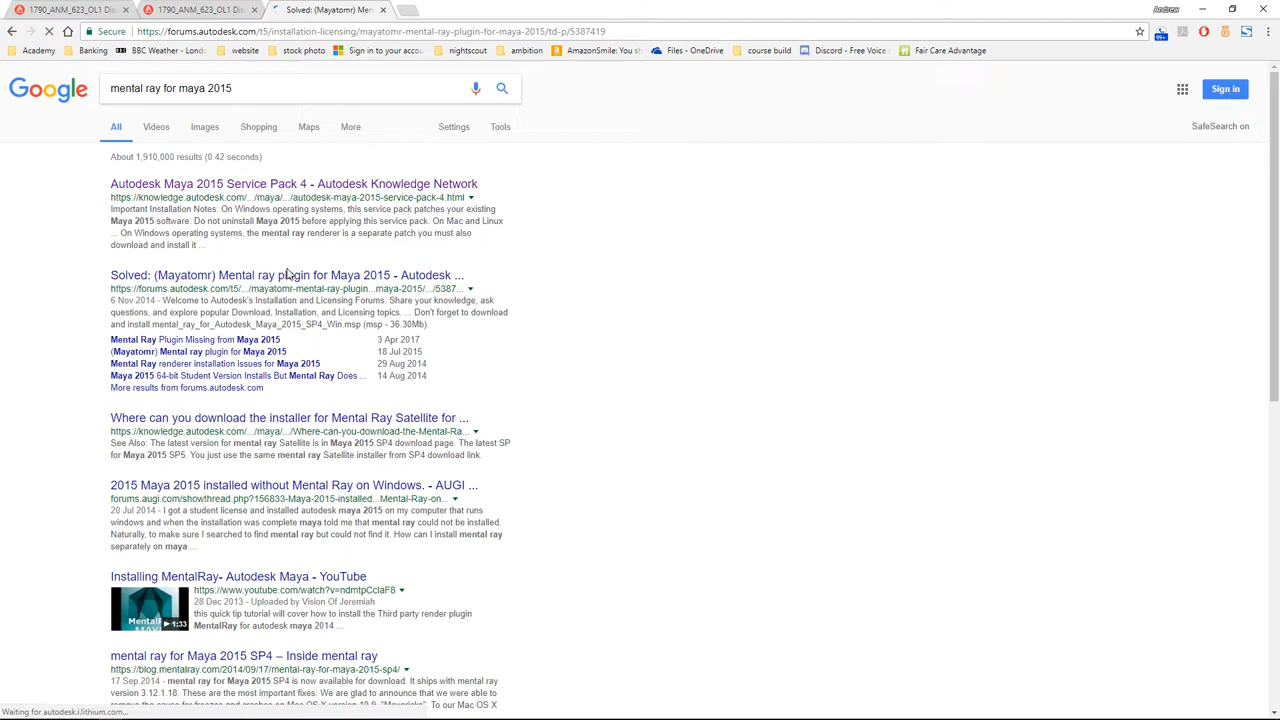 1790_ANM_623_OL1 Dis
1790_ANM_623_OL1 Dis
Solved: (Mayatomr) Men
Andrew
Secure
https://forums.autodesk.com/t5/installation-licensing/mayatomr-mental-ray-plugin-for-maya-2015/td-p/5387419
99+
Academy Banking BBC Weather - Lond website stock photo Sign in to your accou nightscout ambition AmazonSmile: You sh Files - OneDrive course build Discord - Free Voice Fair Care Advantage
Google
mental ray for maya 2015
Sign in
All Videos Images Shopping Maps More Settings Tools
SafeSearch on
About 1,910,000 results (0.42 seconds)
Autodesk Maya 2015 Service Pack 4 - Autodesk Knowledge Network
https://knowledge.autodesk.com/.../maya/.../autodesk-maya-2015-service-pack-4.html
Important Installation Notes: On Windows operating systems, this service pack patches your existing
Maya 2015 software. Do not uninstall Maya 2015 before applying this service pack. On Mac and Linux
... On Windows operating systems, the mental ray renderer is a separate patch you must also
download and install it ...
Solved: (Mayatomr) Mental ray plugin for Maya 2015 - Autodesk ...
https://forums.autodesk.com/t5/.../mayatomr-mental-ray-plugin...maya-2015/.../5387...
6 Nov 2014 - Welcome to Autodesk's Installation and Licensing Forums. Share your knowledge, ask
questions, and explore popular Download, Installation, and Licensing topics. ... Don't forget to download
and install mental_ray_for_Autodesk_Maya_2015_SP4_Win.msp (msp - 36.30Mb).
Mental Ray Plugin Missing from Maya 2015 3 Apr 2017
(Mayatomr) Mental ray plugin for Maya 2015 18 Jul 2015
Mental Ray renderer installation issues for Maya 2015 29 Aug 2014
Maya 2015 64-bit Student Version Installs But Mental Ray Does ... 14 Aug 2014
More results from forums.autodesk.com
Where can you download the installer for Mental Ray Satellite for ...
https://knowledge.autodesk.com/.../maya/.../Where-can-you-download-the-Mental-Ra...
See Also: The latest version for mental ray Satellite is in Maya 2015 SP4 download page. The latest SP
for Maya 2015 SP5. You just use the same mental ray Satellite installer from SP4 download link.
2015 Maya 2015 installed without Mental Ray on Windows. - AUGI ...
forums.augi.com/showthread.php?156833-Maya-2015-installed...Mental-Ray-on...
20 Jul 2014 - I got a student license and installed autodesk maya 2015 on my computer that runs
windows and when the installation was complete maya told me that mental ray could not be installed.
Naturally, to make sure I searched to find mental ray but could not find it. How can I install mental ray
separately on maya ...
Installing MentalRay- Autodesk Maya - YouTube
https://www.youtube.com/watch?v=ndmtpCclaF8
28 Dec 2013 - Uploaded by Vision Of Jeremiah
this quick tip tutorial will cover how to install the Third party render plugin
MentalRay for autodesk maya 2014 ...
1:33
mental ray for Maya 2015 SP4 – Inside mental ray
https://blog.mentalray.com/2014/09/17/mental-ray-for-maya-2015-sp4/
17 Sep 2014 - mental ray for Maya 2015 SP4 is now available for download. It ships with mental ray
version 3.12.1.18. These are the most important fixes: We are glad to announce that we were able to
Waiting for autodesk.i.lithium.com...